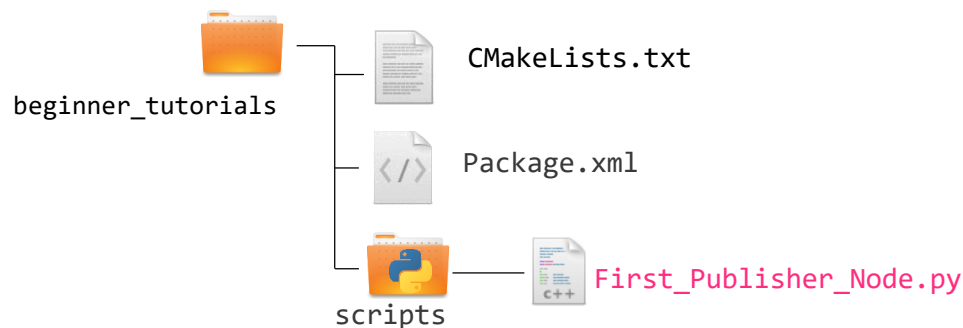 CMakeLists.txt
beginner_tutorials
Package.xml
</>
C++
First_Publisher_Node.py
scripts